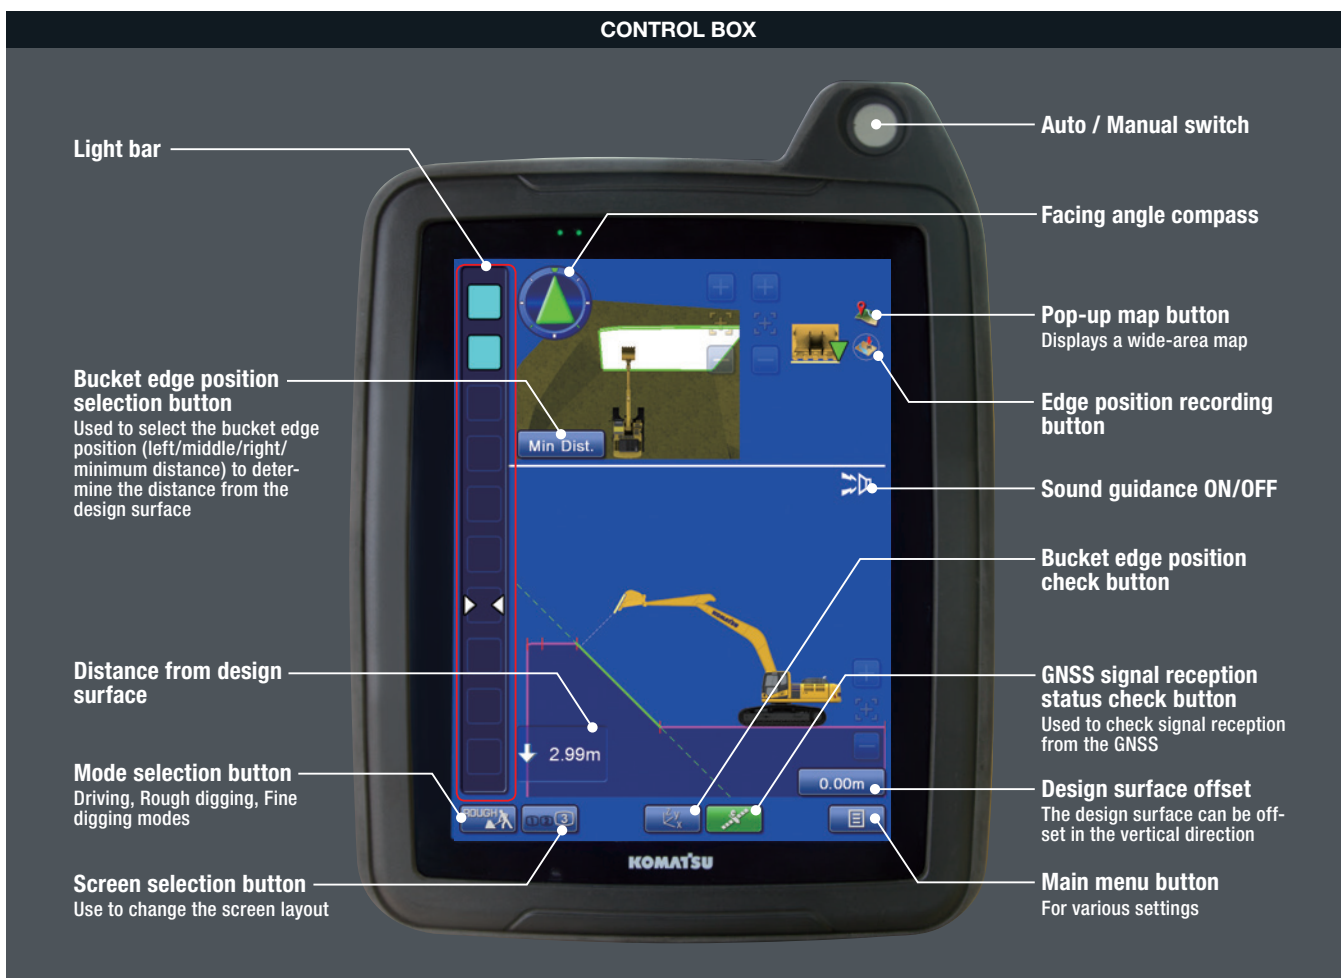 CONTROL BOX
Light bar
Bucket edge position
selection button
Used to select the bucket edge
position (left/middle/right/
minimum distance) to deter-
mine the distance from the
design surface
Distance from design
surface
Mode selection button
Driving, Rough digging, Fine
digging modes
Screen selection button
Use to change the screen layout
Min Dist.
2.99m
0.00m
ROUGH
3
y
x
KOMATSU
Auto / Manual switch
Facing angle compass
Pop-up map button
Displays a wide-area map
Edge position recording
button
Sound guidance ON/OFF
Bucket edge position
check button
GNSS signal reception
status check button
Used to check signal reception
from the GNSS
Design surface offset
The design surface can be off-
set in the vertical direction
Main menu button
For various settings